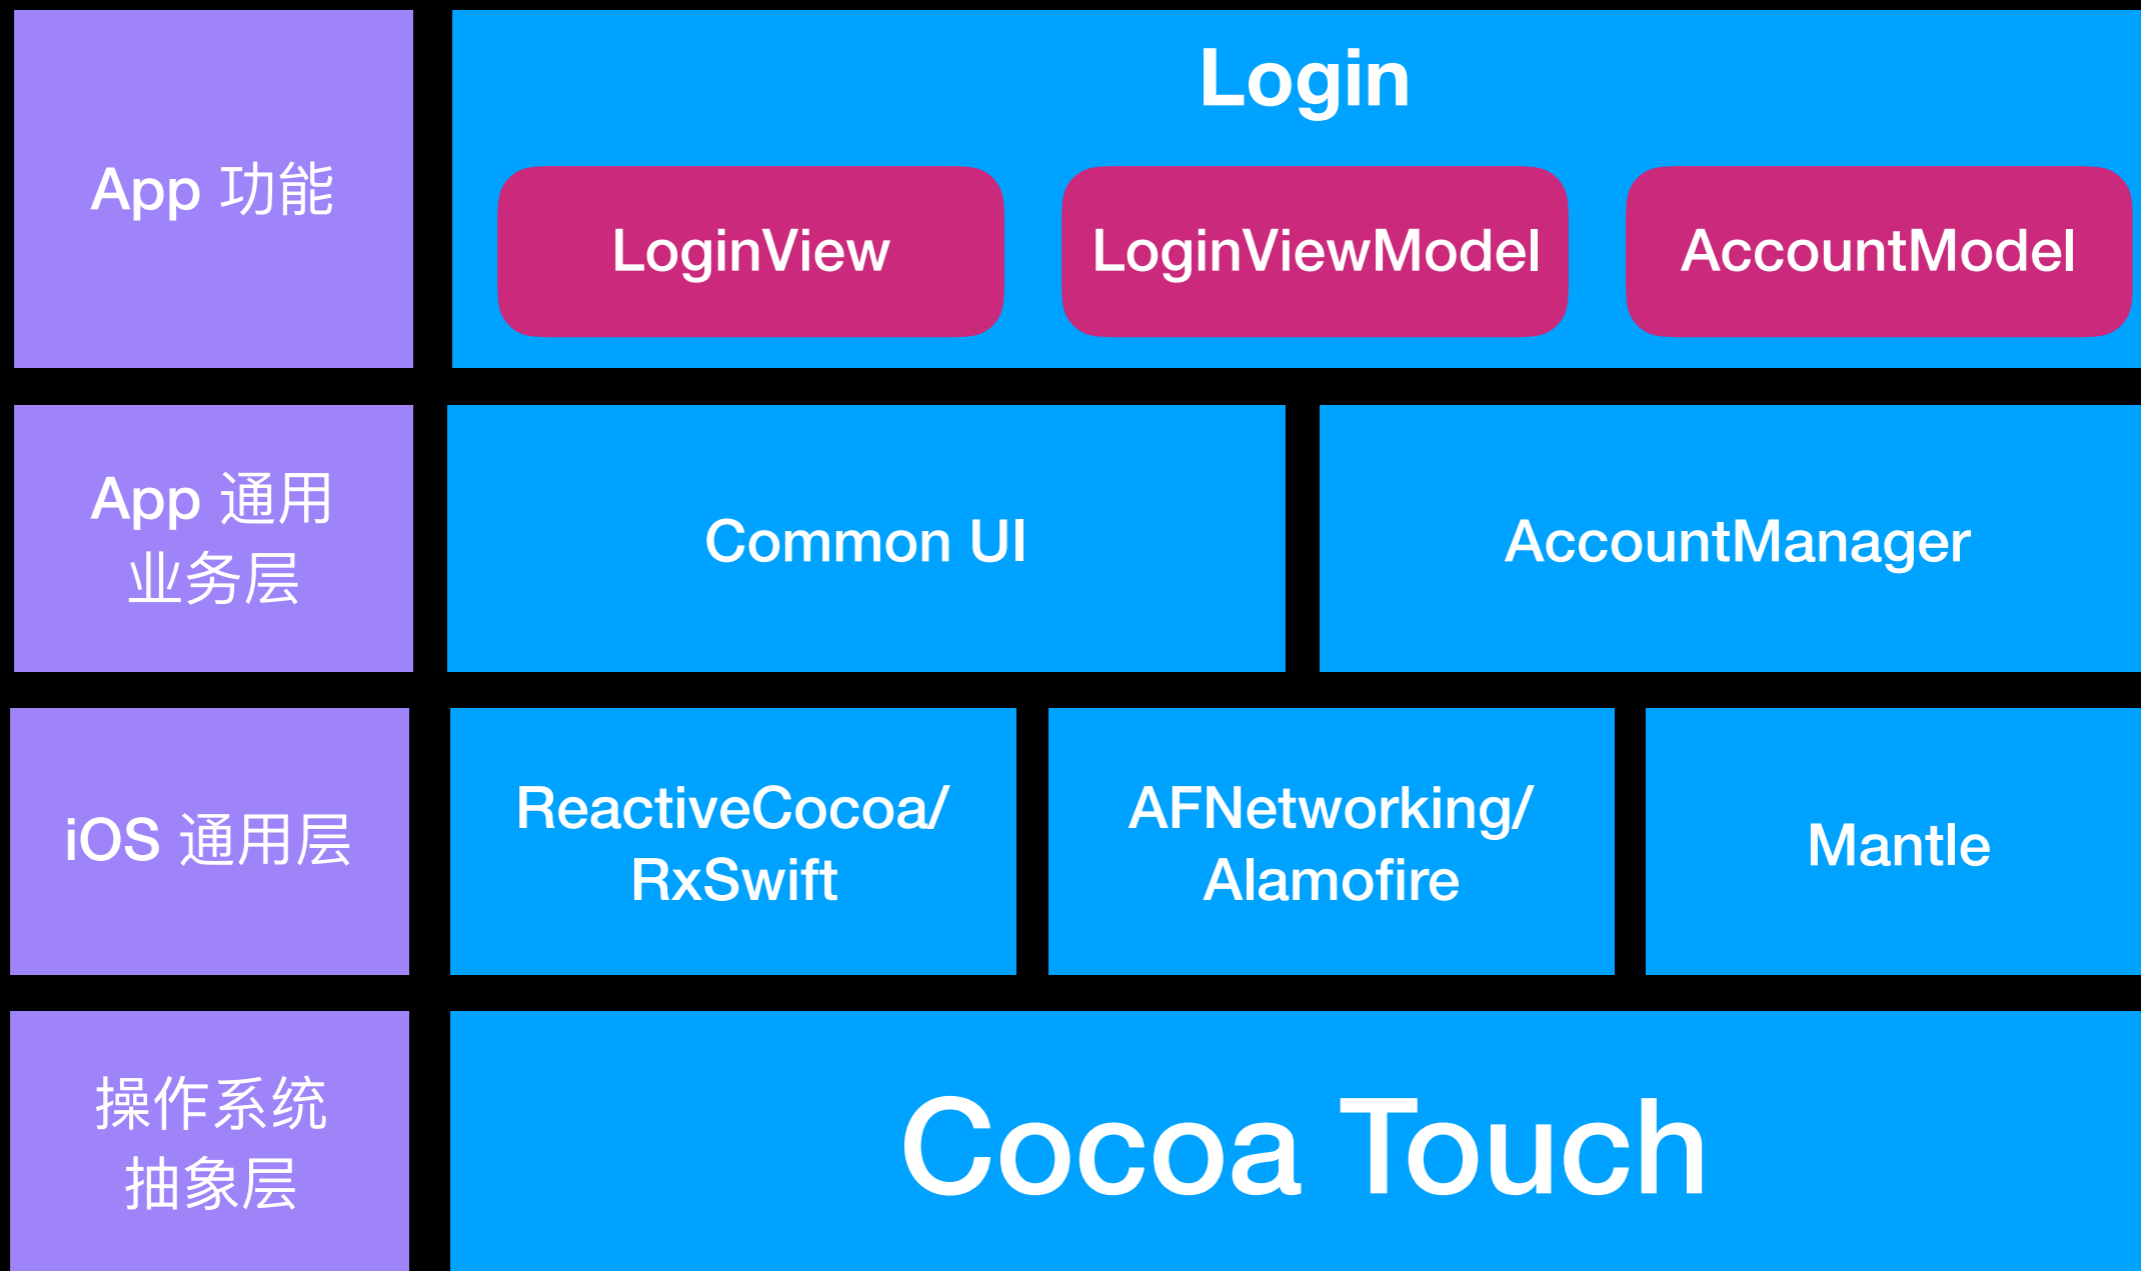 App 功能
Login
LoginView
LoginViewModel
AccountModel
App 通用
业务层
Common UI
AccountManager
iOS 通用层
ReactiveCocoa/
RxSwift
AFNetworking/
Alamofire
Mantle
操作系统
抽象层
Cocoa Touch